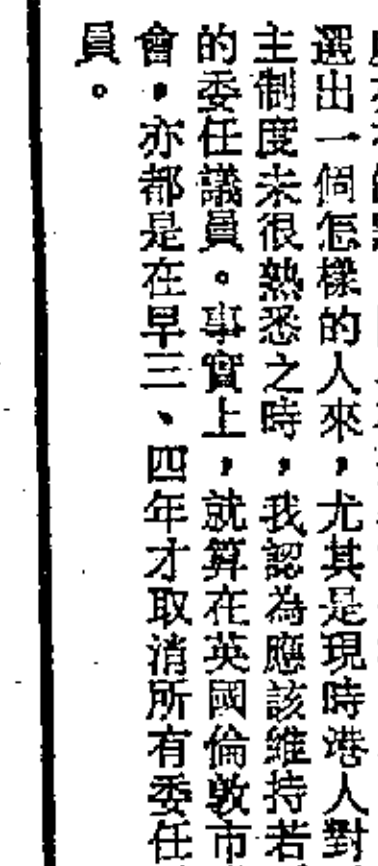 選出一個怎樣的人來，尤其是現時港人對
主制度未很熟悉之時，我認為應該維持若
的委任議員。事實上，就算在英國倫敦市
會，亦都是在早三、四年才取消所有委任
員。